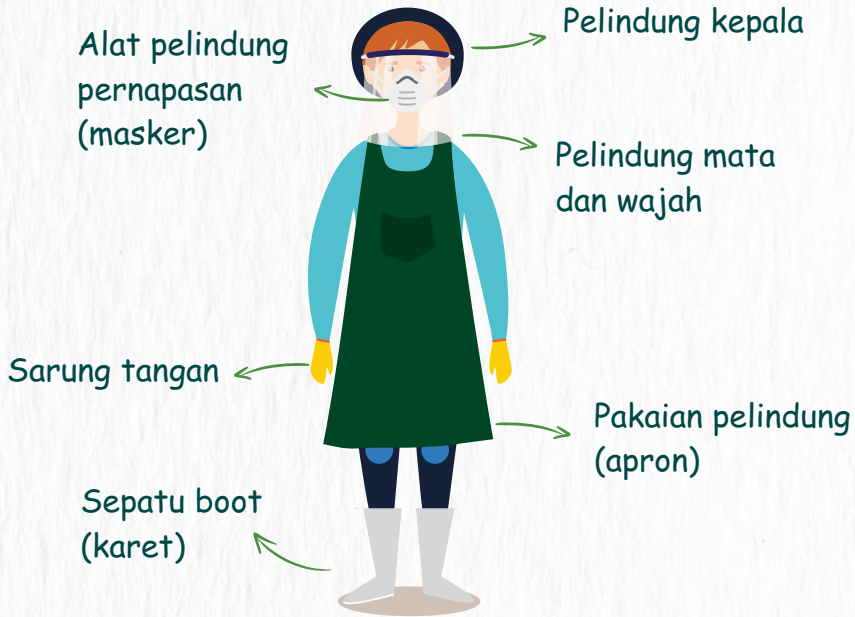 Pelindung kepala
Alat pelindung
pernapasan
(masker)
Pelindung mata
dan wajah
Sarung tangan
Pakaian pelindung
(apron)
Sepatu boot
(karet)